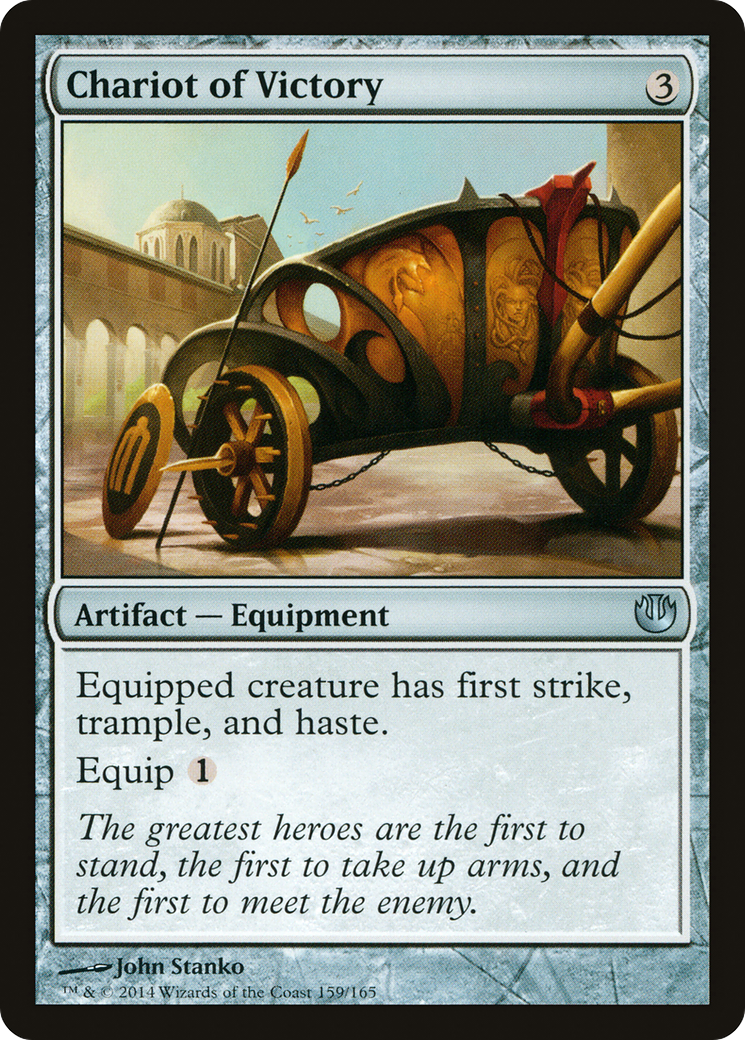 Chariot of Victory 3
Artifact — Equipment
Equipped creature has first strike,
trample, and haste.
Equip 1
The greatest heroes are the first to
stand, the first to take up arms, and
the first to meet the enemy.
John Stanko
™ & © 2014 Wizards of the Coast 159/165